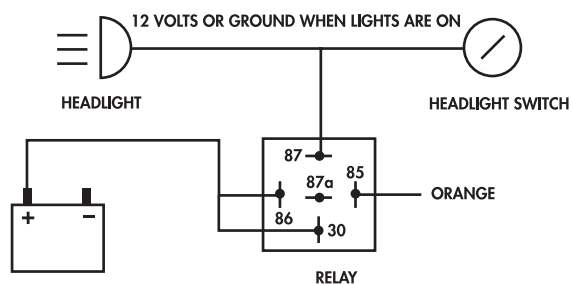 12 VOLTS OR GROUND WHEN LIGHTS ARE ON
HEADLIGHT
HEADLIGHT SWITCH
87
85
87a
ORANGE
86
30
+
−
RELAY